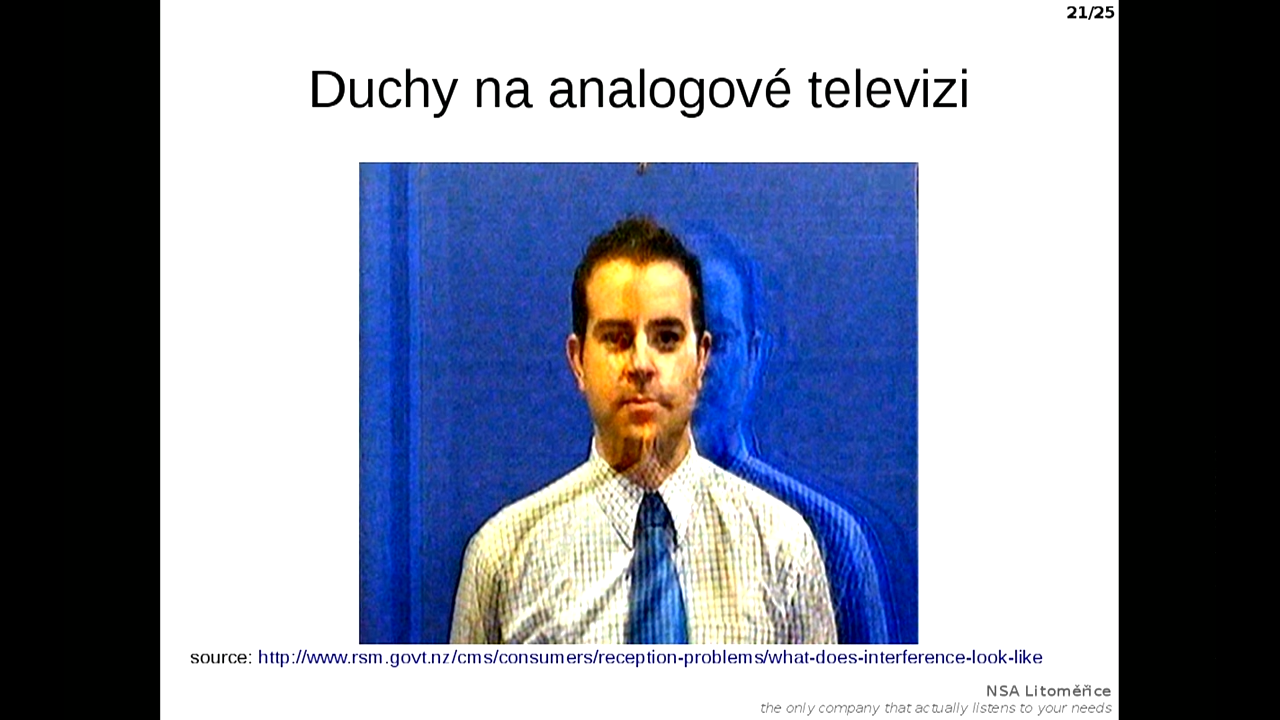 21/25
Duchy na analogové televizi
source: http://www.rsm.govt.nz/cms/consumers/reception-problems/what-does-interference-look-like
NSA Litoměřice
the only company that actually listens to your needs